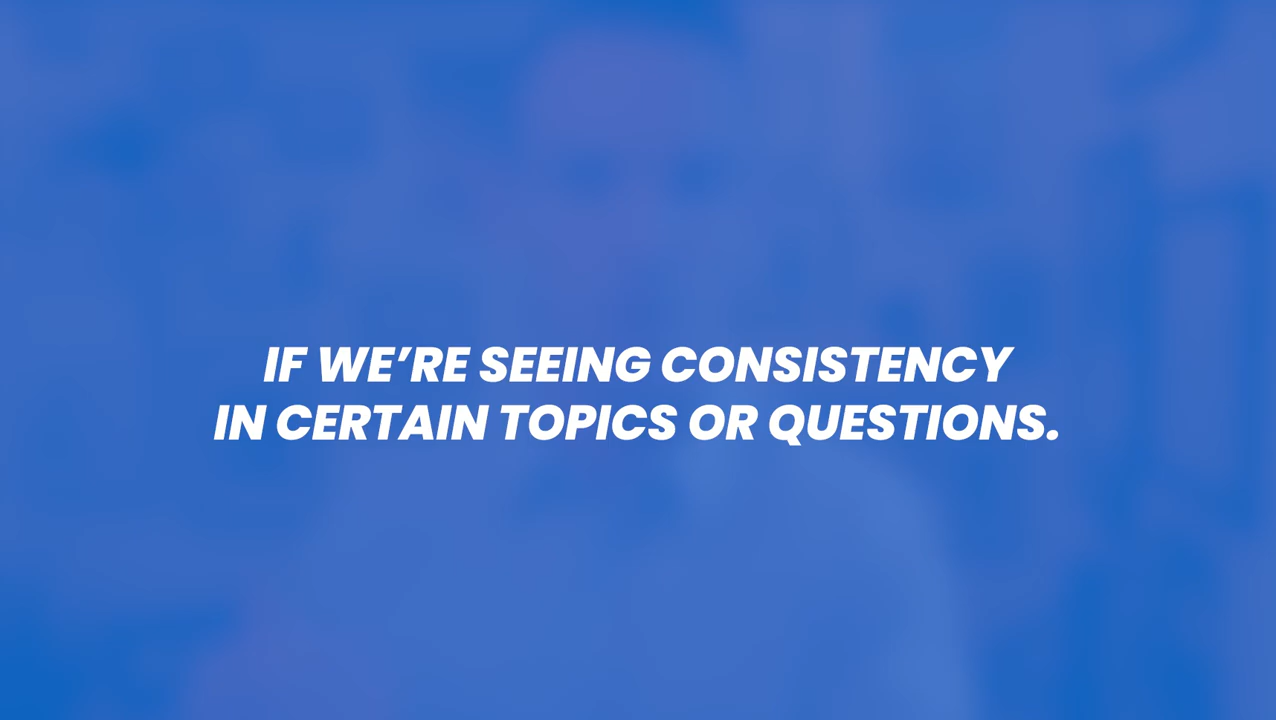 IF WE’RE SEEING CONSISTENCY
IN CERTAIN TOPICS OR QUESTIONS.